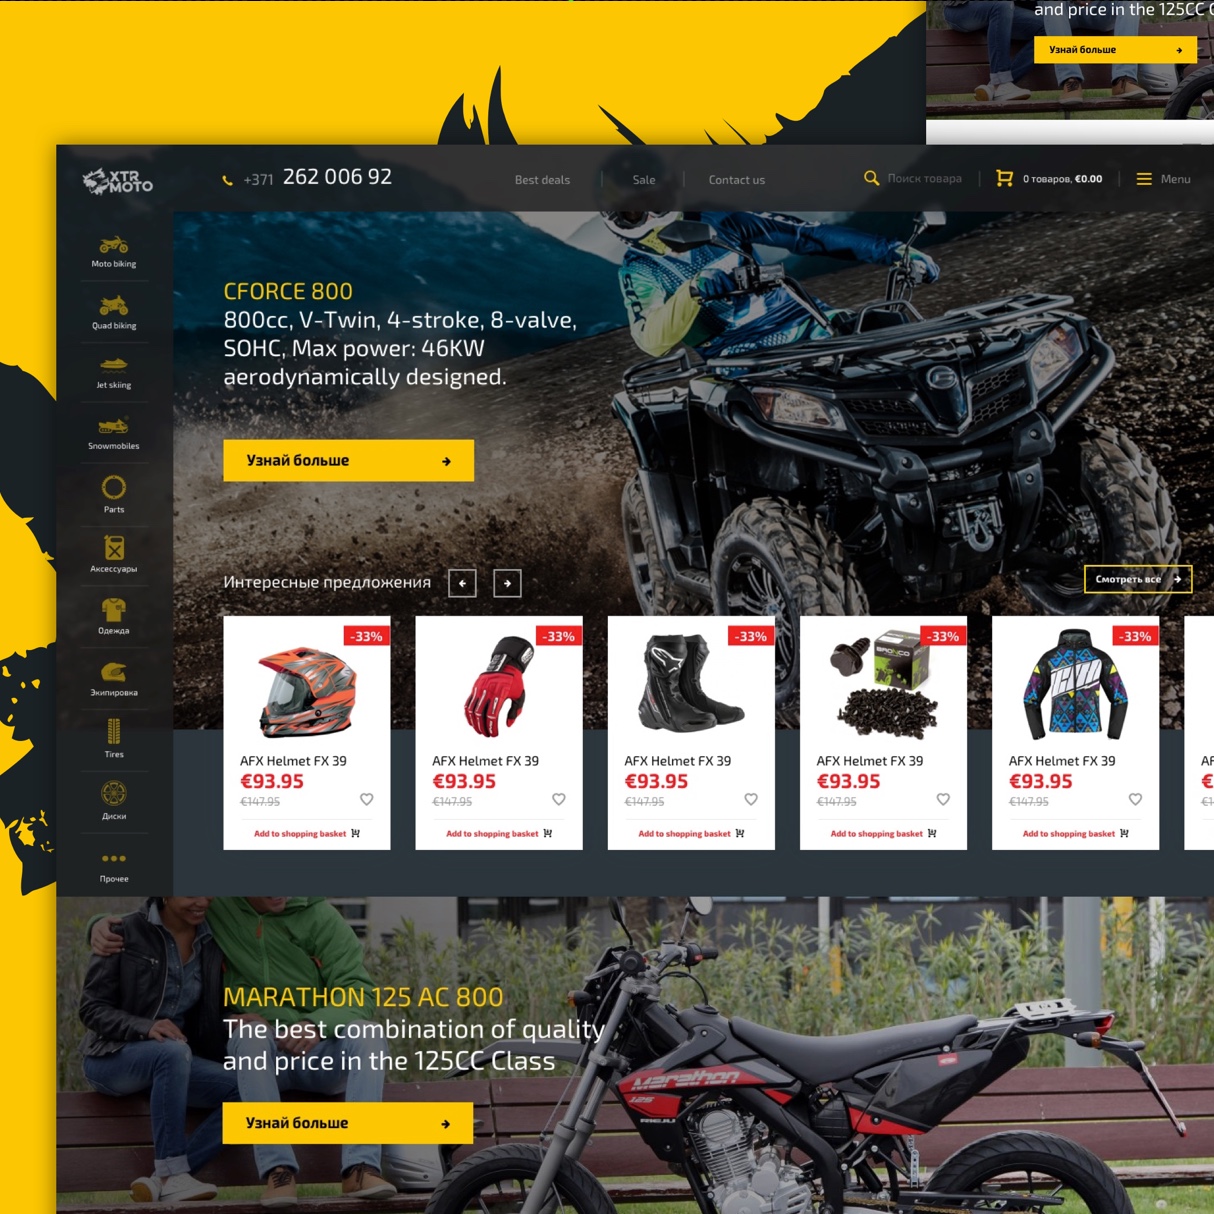 and price in the 125CC
Узнай больше
XTR
MOTO
+371 262 006 92
Best deals
Sale
Contact us
Поиск товара
0 товаров, €0.00
Menu
Moto biking
Quad biking
Jet skiing
Snowmobiles
Parts
Аксессуары
Одежда
Экипировка
Tires
Диски
Прочее
CFORCE 800
800cc, V-Twin, 4-stroke, 8-valve,
SOHC, Max power: 46KW
aerodynamically designed.
Узнай больше
Интересные предложения
Смотреть все
-33%
AFX Helmet FX 39
€93.95
€147.95
Add to shopping basket
-33%
AFX Helmet FX 39
€93.95
€147.95
Add to shopping basket
-33%
AFX Helmet FX 39
€93.95
€147.95
Add to shopping basket
-33%
BRONCO
AFX Helmet FX 39
€93.95
€147.95
Add to shopping basket
-33%
AFX Helmet FX 39
€93.95
€147.95
Add to shopping basket
MARATHON 125 AC 800
The best combination of quality
and price in the 125CC Class
Узнай больше
Marathon
125
RIEJU